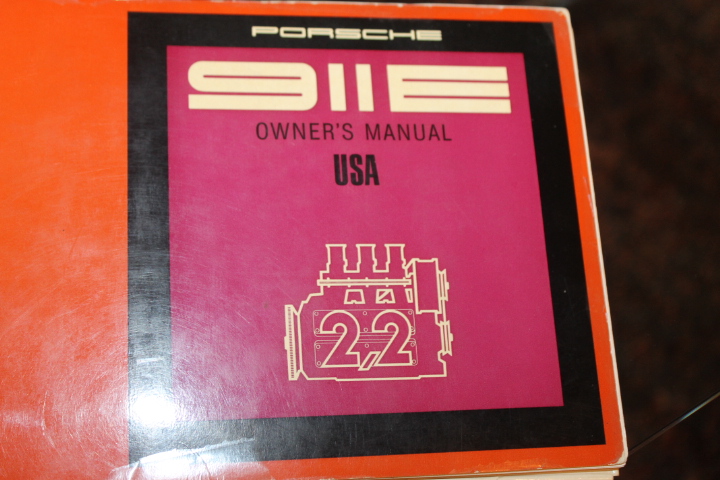 PORSCHE
911E
OWNER'S MANUAL
USA
2,2